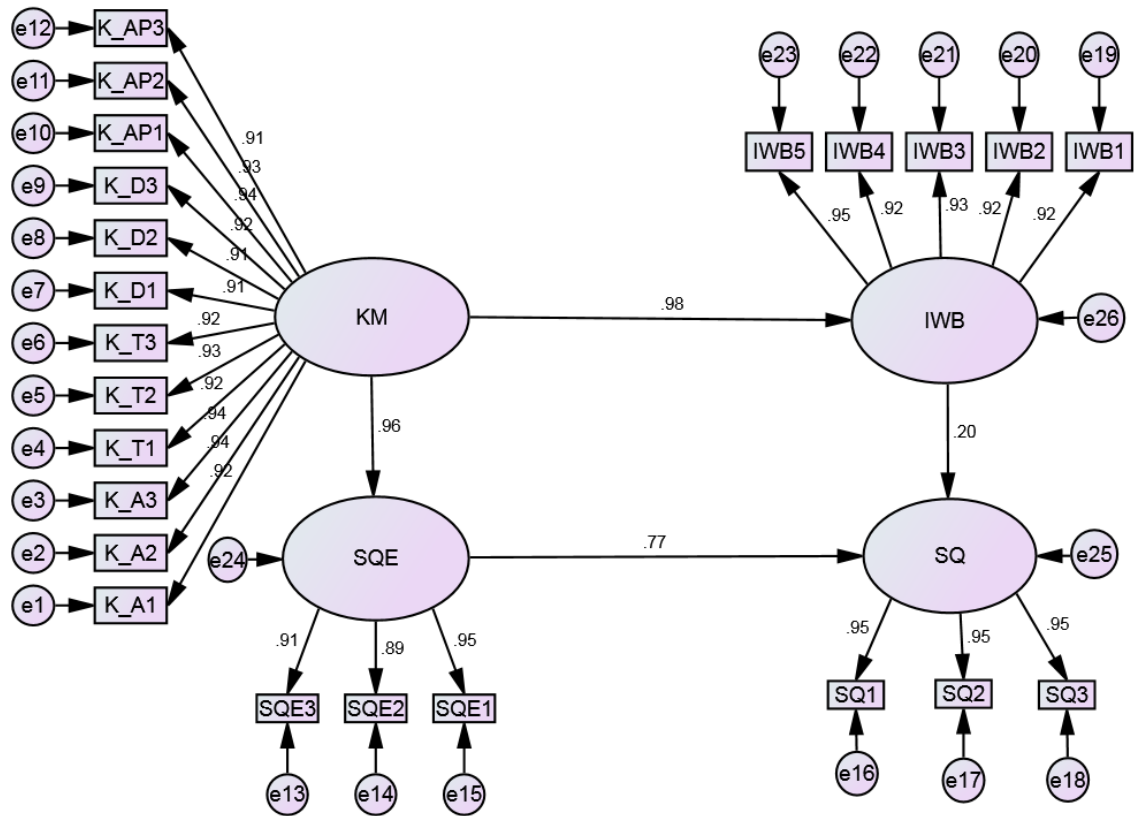 e12 K_AP3
e11 K_AP2
e10 K_AP1
e9 K_D3
e8 K_D2
e7 K_D1
e6 K_T3
e5 K_T2
e4 K_T1
e3 K_A3
e2 K_A2
e1 K_A1
.91
.93
.94
.92
.91
.91
.92
.93
.92
.94
.94
.92
KM
.98
.96
e23 e22 e21 e20 e19
IWB5 IWB4 IWB3 IWB2 IWB1
.95 .92 .93 .92 .92
IWB
e26
.20
e24
SQE
.77
SQ
e25
.91 .89 .95
SQE3 SQE2 SQE1
e13 e14 e15
.95 .95 .95
SQ1 SQ2 SQ3
e16 e17 e18